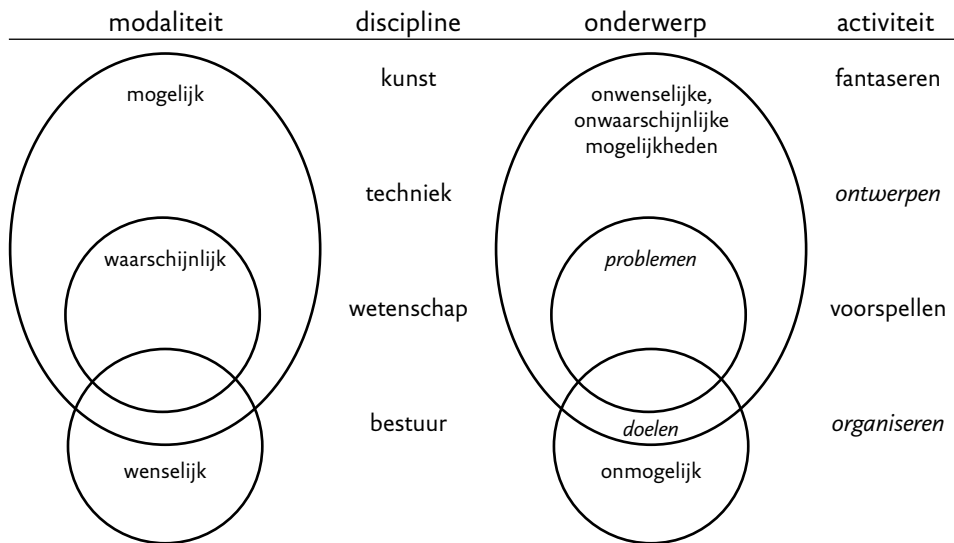 modaliteit discipline onderwerp activiteit
mogelijk kunst onwenselijke, fantaseren
onwaarschijnlijke
mogelijkheden
techniek ontwerpen
waarschijnlijk problemen
wetenschap voorspellen
bestuur doelen organiseren
wenselijk onmogelijk